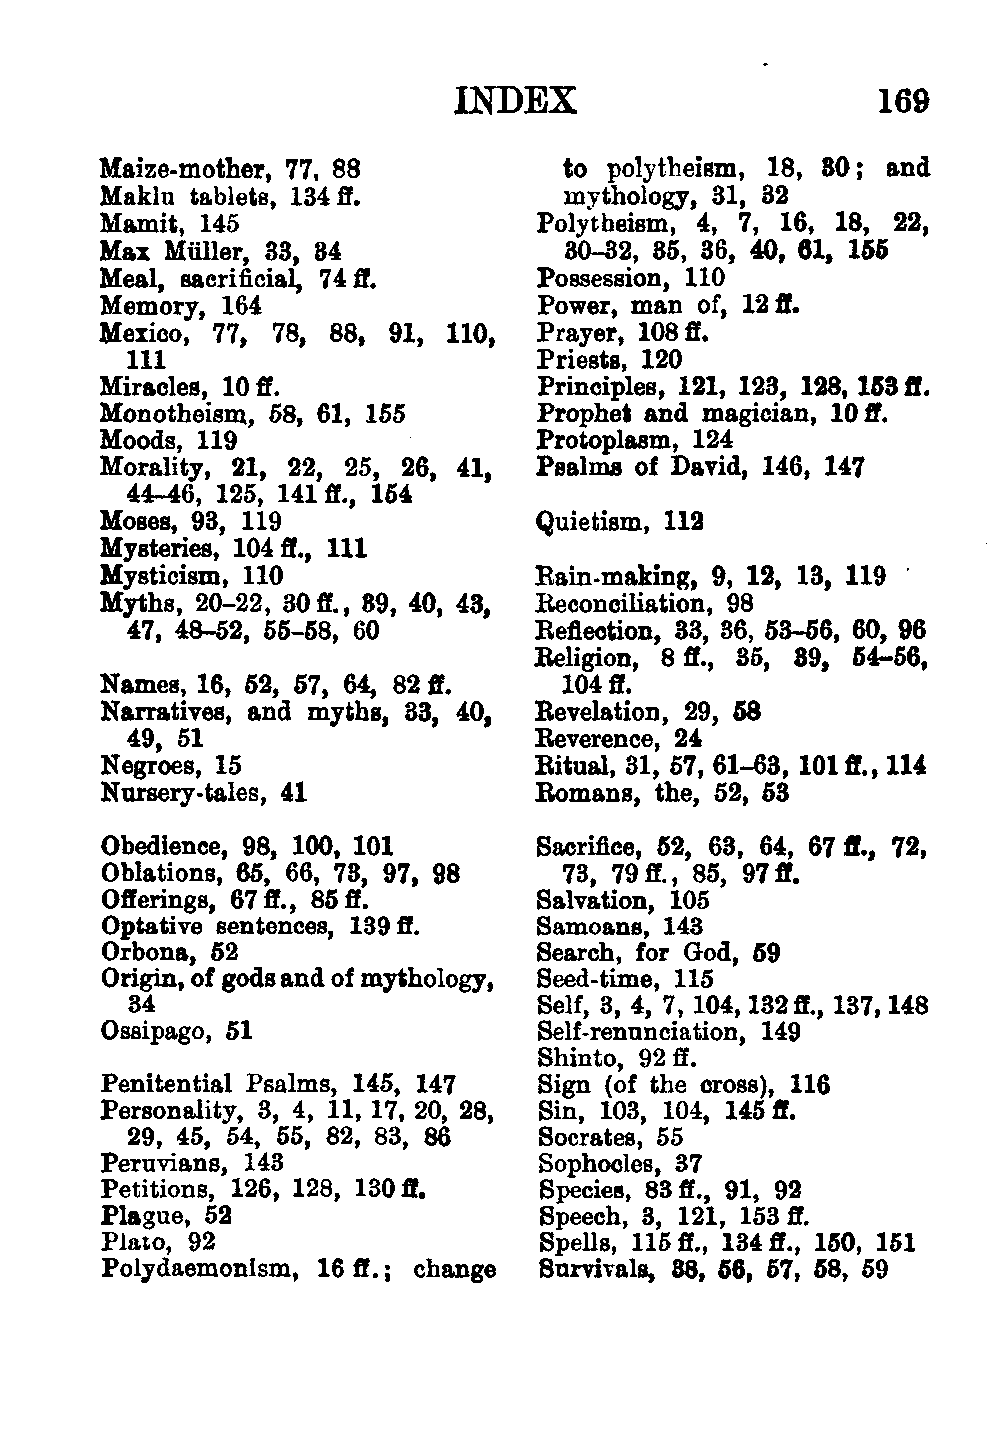 INDEX 169
Maize-mother, 77, 88
Maklu tablets, 134 ff.
Mamit, 145
Max Müller, 33, 34
Meal, sacrificial, 74 ff.
Memory, 164
Mexico, 77, 78, 88, 91, 110,
111
Miracles, 10 ff.
Monotheism, 58, 61, 155
Moods, 119
Morality, 21, 22, 25, 26, 41,
44–46, 125, 141 ff., 154
Moses, 93, 119
Mysteries, 104 ff., 111
Mysticism, 110
Myths, 20–22, 30 ff., 39, 40, 43,
47, 48–52, 55–58, 60
Names, 16, 52, 57, 64, 82 ff.
Narratives, and myths, 33, 40,
49, 51
Negroes, 15
Nursery-tales, 41
Obedience, 98, 100, 101
Oblations, 65, 66, 73, 97, 98
Offerings, 67 ff., 85 ff.
Optative sentences, 139 ff.
Orbona, 52
Origin, of gods and of mythology,
34
Ossipago, 51
Penitential Psalms, 145, 147
Personality, 3, 4, 11, 17, 20, 28,
29, 45, 54, 55, 82, 83, 86
Peruvians, 143
Petitions, 126, 128, 130 ff.
Plague, 52
Plato, 92
Polydaemonism, 16 ff.; change
to polytheism, 18, 30; and
mythology, 31, 32
Polytheism, 4, 7, 16, 18, 22,
30–32, 35, 36, 40, 61, 155
Possession, 110
Power, man of, 12 ff.
Prayer, 108 ff.
Priests, 120
Principles, 121, 123, 128, 153 ff.
Prophet and magician, 10 ff.
Protoplasm, 124
Psalms of David, 146, 147
Quietism, 112
Rain-making, 9, 12, 13, 119
Reconciliation, 98
Reflection, 33, 36, 53–56, 60, 96
Religion, 8 ff., 35, 39, 54–56,
104 ff.
Revelation, 29, 58
Reverence, 24
Ritual, 31, 57, 61–63, 101 ff., 114
Romans, the, 52, 53
Sacrifice, 52, 63, 64, 67 ff., 72,
73, 79 ff., 85, 97 ff.
Salvation, 105
Samoans, 143
Search, for God, 59
Seed-time, 115
Self, 3, 4, 7, 104, 132 ff., 137, 148
Self-renunciation, 149
Shinto, 92 ff.
Sign (of the cross), 116
Sin, 103, 104, 145 ff.
Socrates, 55
Sophocles, 37
Species, 83 ff., 91, 92
Speech, 3, 121, 153 ff.
Spells, 115 ff., 134 ff., 150, 151
Survivals, 38, 56, 57, 58, 59